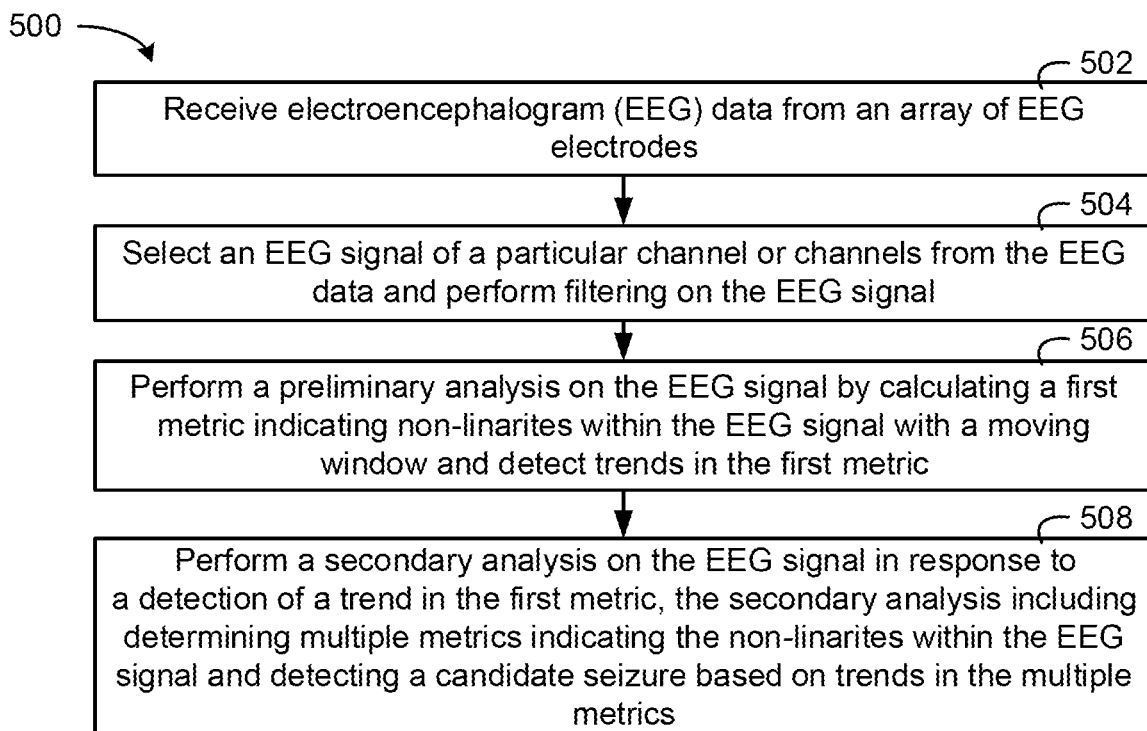 500
502
Receive electroencephalogram (EEG) data from an array of EEG
electrodes
504
Select an EEG signal of a particular channel or channels from the EEG
data and perform filtering on the EEG signal
506
Perform a preliminary analysis on the EEG signal by calculating a first
metric indicating non-linarites within the EEG signal with a moving
window and detect trends in the first metric
508
Perform a secondary analysis on the EEG signal in response to
a detection of a trend in the first metric, the secondary analysis including
determining multiple metrics indicating the non-linarites within the EEG
signal and detecting a candidate seizure based on trends in the multiple
metrics